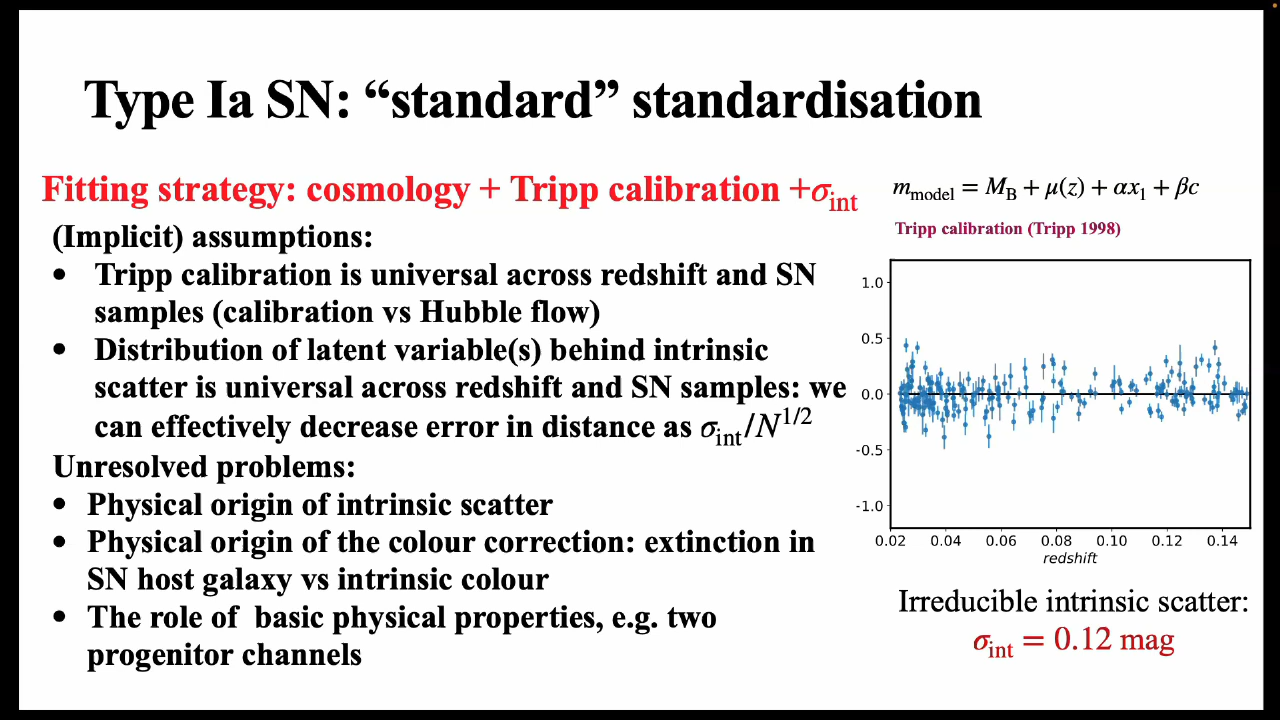 Type Ia SN: “standard” standardisation
Fitting strategy: cosmology + Tripp calibration +σint
(Implicit) assumptions:
• Tripp calibration is universal across redshift and SN
samples (calibration vs Hubble flow)
• Distribution of latent variable(s) behind intrinsic
scatter is universal across redshift and SN samples: we
can effectively decrease error in distance as σint/N^1/2
Unresolved problems:
• Physical origin of intrinsic scatter
• Physical origin of the colour correction: extinction in
SN host galaxy vs intrinsic colour
• The role of basic physical properties, e.g. two
progenitor channels
mmodel = MB + μ(z) + αx1 + βc
Tripp calibration (Tripp 1998)
1.0
0.5
0.0
-0.5
-1.0
0.02 0.04 0.06 0.08 0.10 0.12 0.14
redshift
Irreducible intrinsic scatter:
σint = 0.12 mag